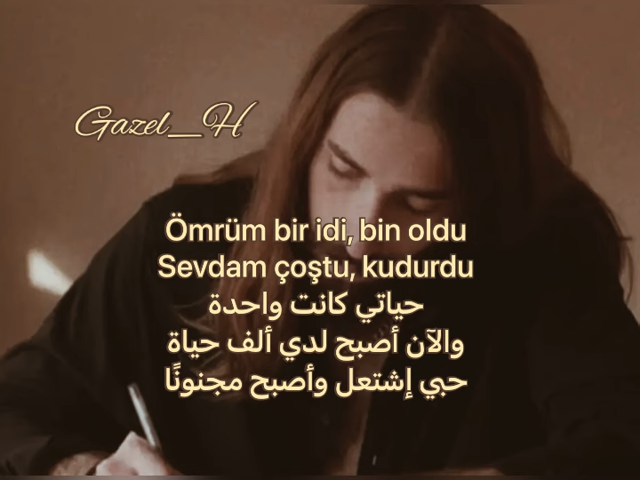 Gazel_H
Ömrüm bir idi, bin oldu
Sevdam çoştu, kudurdu
حياتي كانت واحدة
والآن أصبح لدي ألف حياة
حبي إشتعل وأصبح مجنونًا